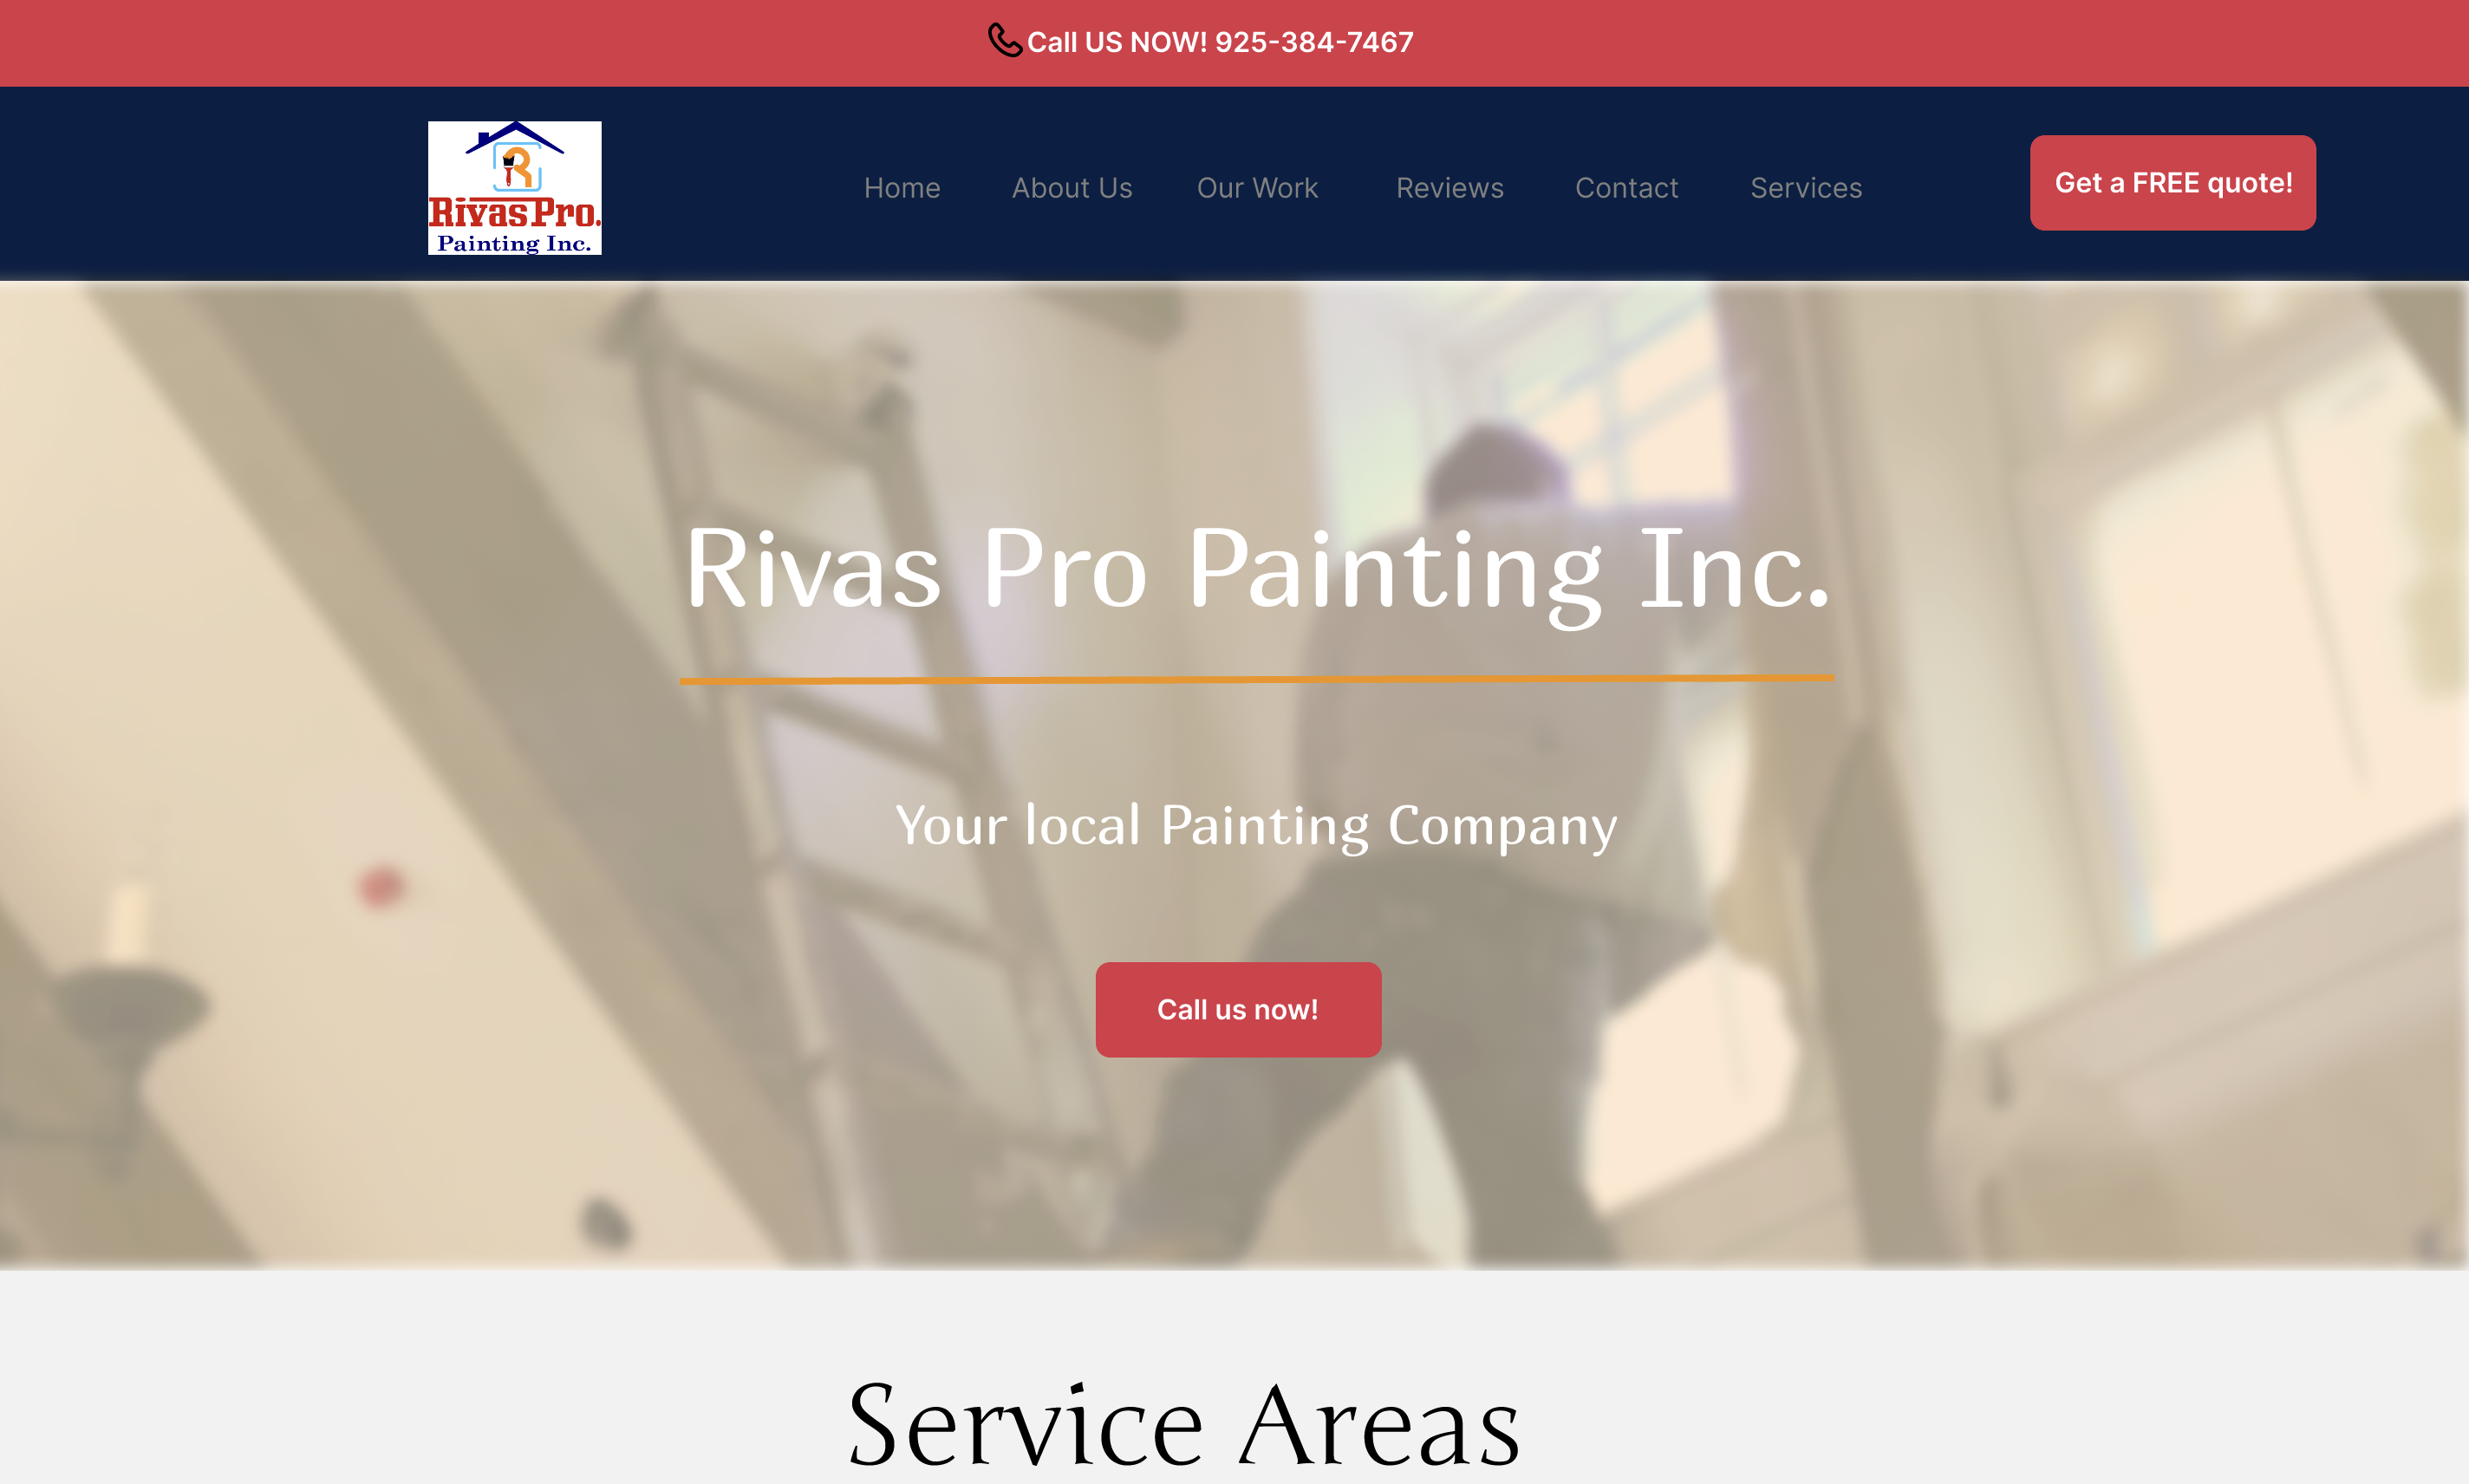 Call US NOW! 925-384-7467
R
RivasPro.
Painting Inc.
Home About Us Our Work Reviews Contact Services
Get a FREE quote!
Rivas Pro Painting Inc.
Your local Painting Company
Call us now!
Service Areas